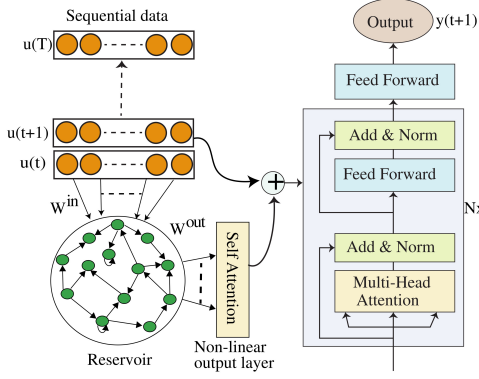 Sequential data
u(T)
u(t+1)
u(t)
W^in
W^out
Self Attention
Reservoir
Non-linear
output layer
+
Output
y(t+1)
Feed Forward
Add & Norm
Feed Forward
Nx
Add & Norm
Multi-Head
Attention